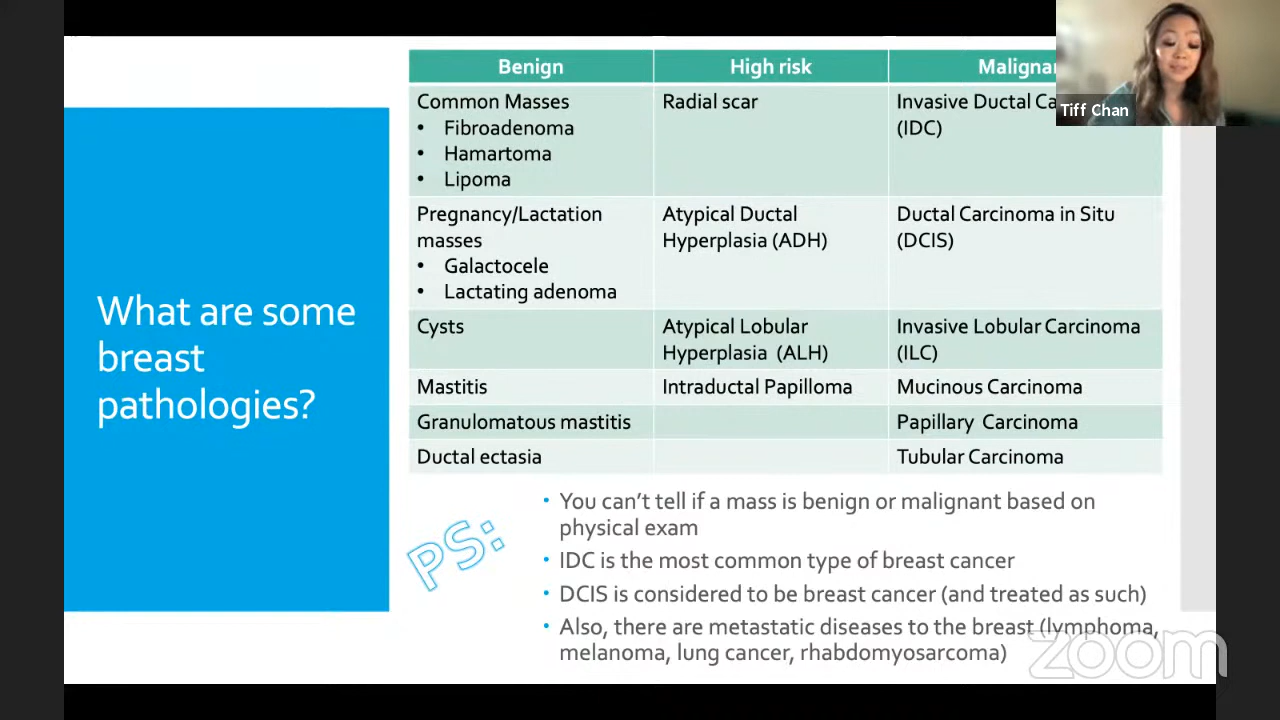 What are some
breast
pathologies?
Benign High risk
Common Masses Radial scar Invasive Ductal
• Fibroadenoma (IDC)
• Hamartoma
• Lipoma
Pregnancy/Lactation Atypical Ductal Ductal Carcinoma in Situ
masses Hyperplasia (ADH) (DCIS)
• Galactocele
• Lactating adenoma
Cysts Atypical Lobular Invasive Lobular Carcinoma
Hyperplasia (ALH) (ILC)
Mastitis Intraductal Papilloma Mucinous Carcinoma
Granulomatous mastitis Papillary Carcinoma
Ductal ectasia Tubular Carcinoma
PS:
• You can't tell if a mass is benign or malignant based on
physical exam
• IDC is the most common type of breast cancer
• DCIS is considered to be breast cancer (and treated as such)
• Also, there are metastatic diseases to the breast (lymphoma,
melanoma, lung cancer, rhabdomyosarcoma)
Tiff Chan
zoom